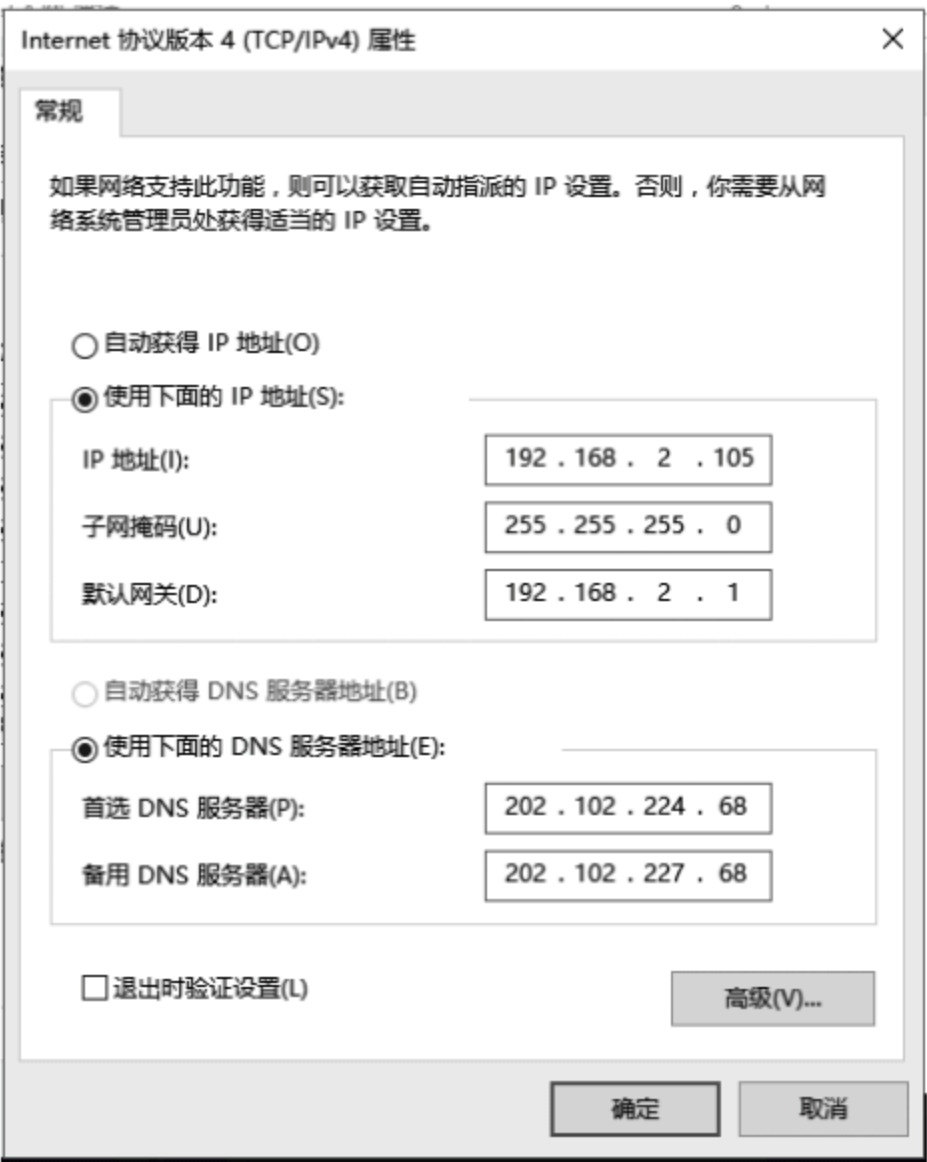 Internet 协议版本 4 (TCP/IPv4) 属性
常规
如果网络支持此功能，则可以获取自动指派的 IP 设置。否则，你需要从网
络系统管理员处获得适当的 IP 设置。
自动获得 IP 地址(O)
使用下面的 IP 地址(S):
IP 地址(I): 192 . 168 . 2 . 105
子网掩码(U): 255 . 255 . 255 . 0
默认网关(D): 192 . 168 . 2 . 1
自动获得 DNS 服务器地址(B)
使用下面的 DNS 服务器地址(E):
首选 DNS 服务器(P): 202 . 102 . 224 . 68
备用 DNS 服务器(A): 202 . 102 . 227 . 68
退出时验证设置(L)
高级(V)...
确定 取消